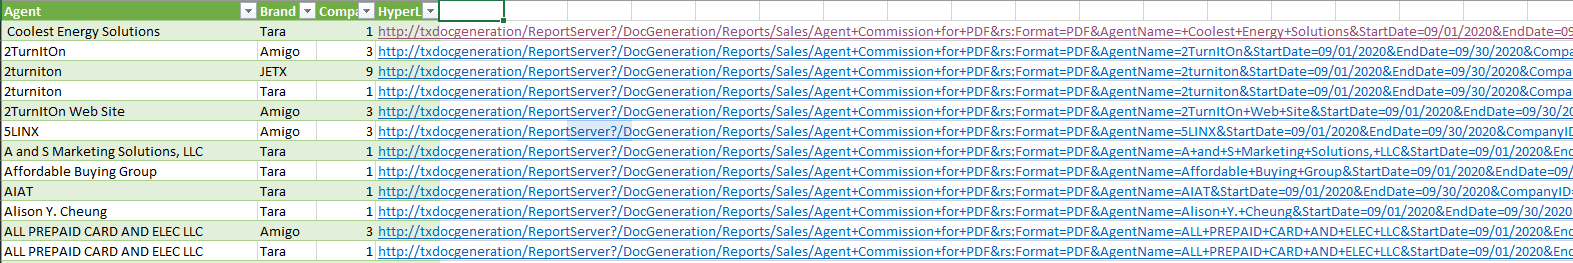 Agent Brand Compa HyperL
Coolest Energy Solutions Tara 1 http://txdocgeneration/ReportServer?/DocGeneration/Reports/Sales/Agent+Commission+for+PDF&rs:Format=PDF&AgentName=+Coolest+Energy+Solutions&StartDate=09/01/2020&EndDate=09/
2TurnItOn Amigo 3 http://txdocgeneration/ReportServer?/DocGeneration/Reports/Sales/Agent+Commission+for+PDF&rs:Format=PDF&AgentName=2TurnItOn&StartDate=09/01/2020&EndDate=09/30/2020&Compa
2turniton JETX 9 http://txdocgeneration/ReportServer?/DocGeneration/Reports/Sales/Agent+Commission+for+PDF&rs:Format=PDF&AgentName=2turniton&StartDate=09/01/2020&EndDate=09/30/2020&Compa
2turniton Tara 1 http://txdocgeneration/ReportServer?/DocGeneration/Reports/Sales/Agent+Commission+for+PDF&rs:Format=PDF&AgentName=2turniton&StartDate=09/01/2020&EndDate=09/30/2020&Compa
2TurnItOn Web Site Amigo 3 http://txdocgeneration/ReportServer?/DocGeneration/Reports/Sales/Agent+Commission+for+PDF&rs:Format=PDF&AgentName=2TurnItOn+Web+Site&StartDate=09/01/2020&EndDate=09/30/20
5LINX Amigo 3 http://txdocgeneration/ReportServer?/DocGeneration/Reports/Sales/Agent+Commission+for+PDF&rs:Format=PDF&AgentName=5LINX&StartDate=09/01/2020&EndDate=09/30/2020&CompanyID
A and S Marketing Solutions, LLC Tara 1 http://txdocgeneration/ReportServer?/DocGeneration/Reports/Sales/Agent+Commission+for+PDF&rs:Format=PDF&AgentName=A+and+S+Marketing+Solutions,+LLC&StartDate=09/01/2020&End
Affordable Buying Group Tara 1 http://txdocgeneration/ReportServer?/DocGeneration/Reports/Sales/Agent+Commission+for+PDF&rs:Format=PDF&AgentName=Affordable+Buying+Group&StartDate=09/01/2020&EndDate=09
AIAT Tara 1 http://txdocgeneration/ReportServer?/DocGeneration/Reports/Sales/Agent+Commission+for+PDF&rs:Format=PDF&AgentName=AIAT&StartDate=09/01/2020&EndDate=09/30/2020&CompanyID=
Alison Y. Cheung Tara 1 http://txdocgeneration/ReportServer?/DocGeneration/Reports/Sales/Agent+Commission+for+PDF&rs:Format=PDF&AgentName=Alison+Y.+Cheung&StartDate=09/01/2020&EndDate=09/30/2020
ALL PREPAID CARD AND ELEC LLC Amigo 3 http://txdocgeneration/ReportServer?/DocGeneration/Reports/Sales/Agent+Commission+for+PDF&rs:Format=PDF&AgentName=ALL+PREPAID+CARD+AND+ELEC+LLC&StartDate=09/01/2020&
ALL PREPAID CARD AND ELEC LLC Tara 1 http://txdocgeneration/ReportServer?/DocGeneration/Reports/Sales/Agent+Commission+for+PDF&rs:Format=PDF&AgentName=ALL+PREPAID+CARD+AND+ELEC+LLC&StartDate=09/01/2020&